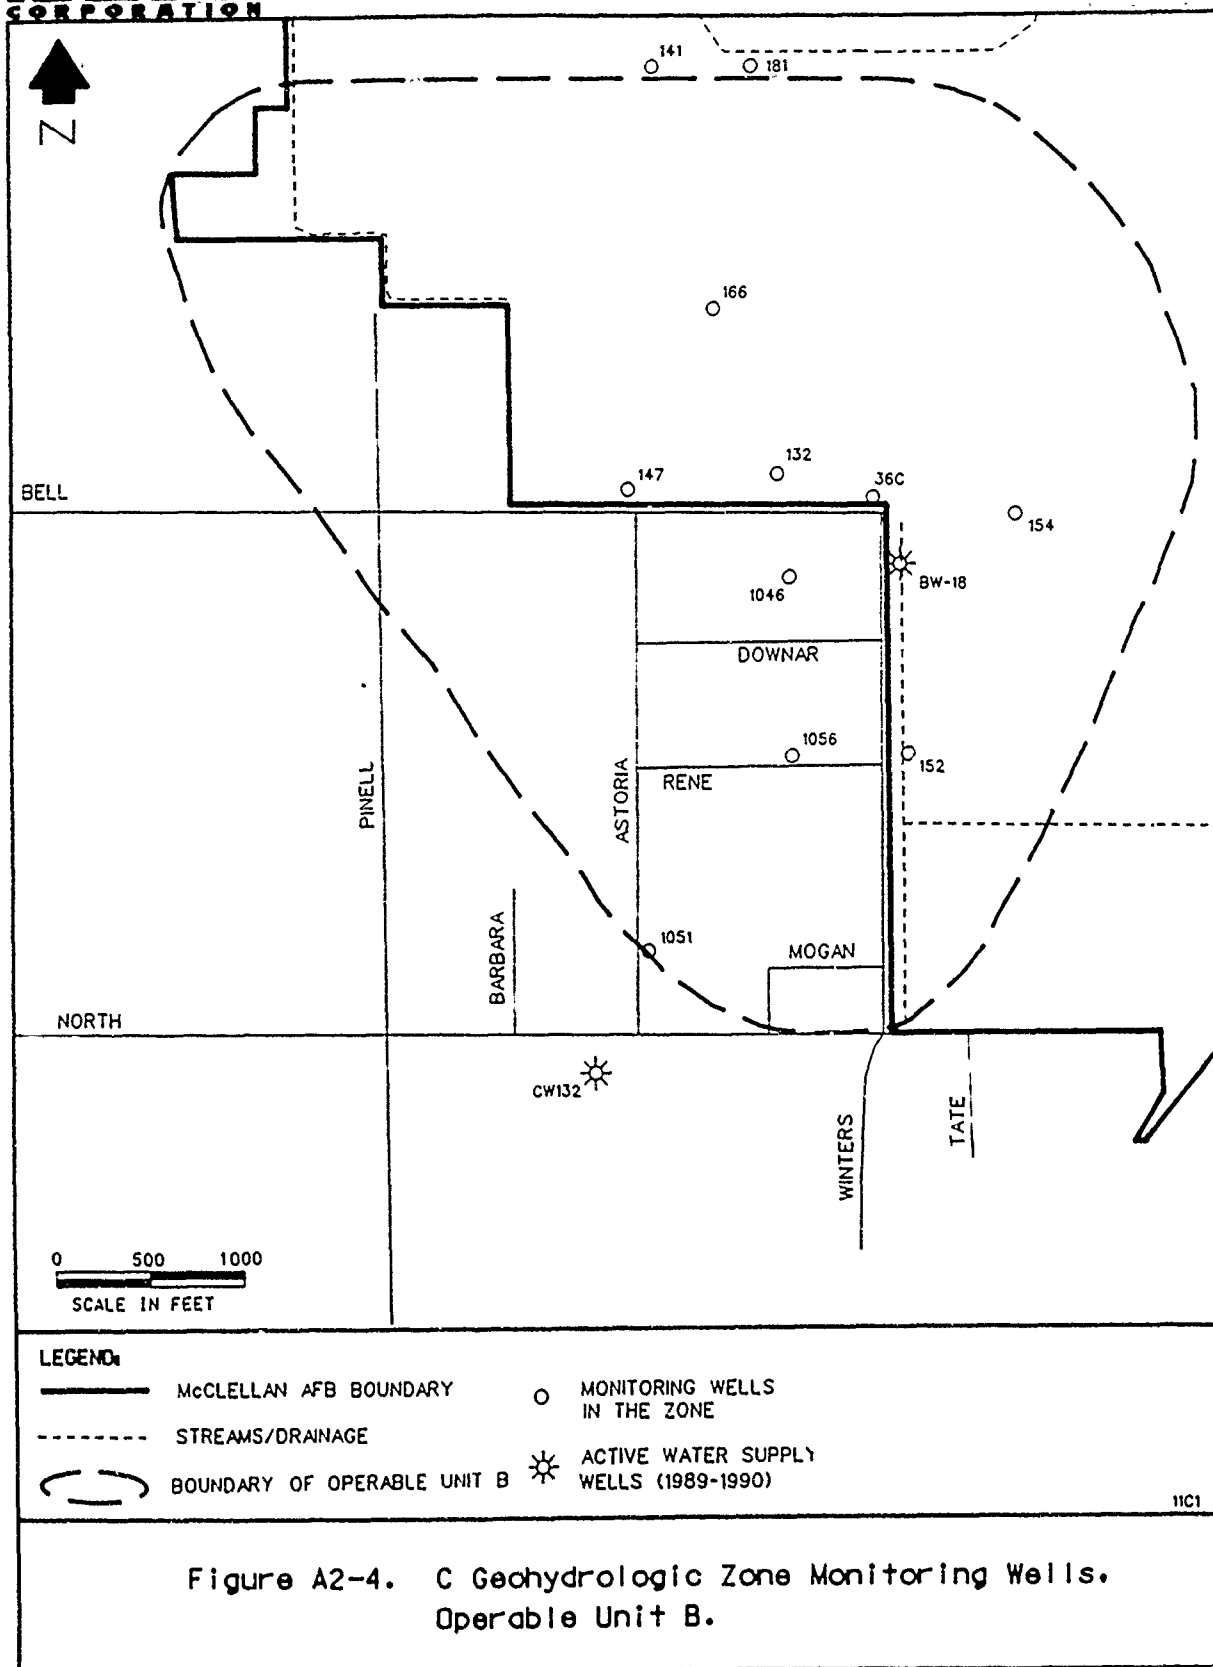 CORPORATION
Z
141
181
166
147
132
36C
154
BELL
BW-18
1046
DOWNAR
1056
152
RENE
PINELL
ASTORIA
BARBARA
1051
MOGAN
NORTH
CW132
WINTERS
TATE
0 500 1000
SCALE IN FEET
LEGEND:
McCLELLAN AFB BOUNDARY
STREAMS/DRAINAGE
BOUNDARY OF OPERABLE UNIT B
MONITORING WELLS
IN THE ZONE
ACTIVE WATER SUPPLY
WELLS (1989-1990)
11C1
Figure A2-4. C Geohydrologic Zone Monitoring Wells.
Operable Unit B.